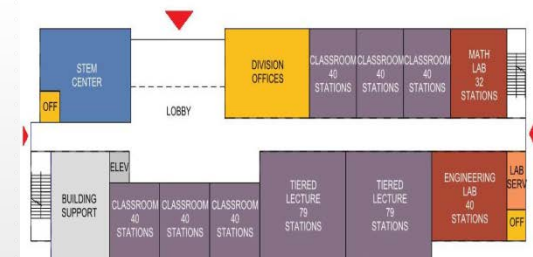 STEM
CENTER
OFF
LOBBY
DIVISION
OFFICES
CLASSROOM
40
STATIONS
CLASSROOM
40
STATIONS
CLASSROOM
40
STATIONS
MATH
LAB
32
STATIONS
BUILDING
SUPPORT
ELEV
CLASSROOM
40
STATIONS
CLASSROOM
40
STATIONS
CLASSROOM
40
STATIONS
TIERED
LECTURE
79
STATIONS
TIERED
LECTURE
79
STATIONS
ENGINEERING
LAB
40
STATIONS
LAB
SERV
OFF